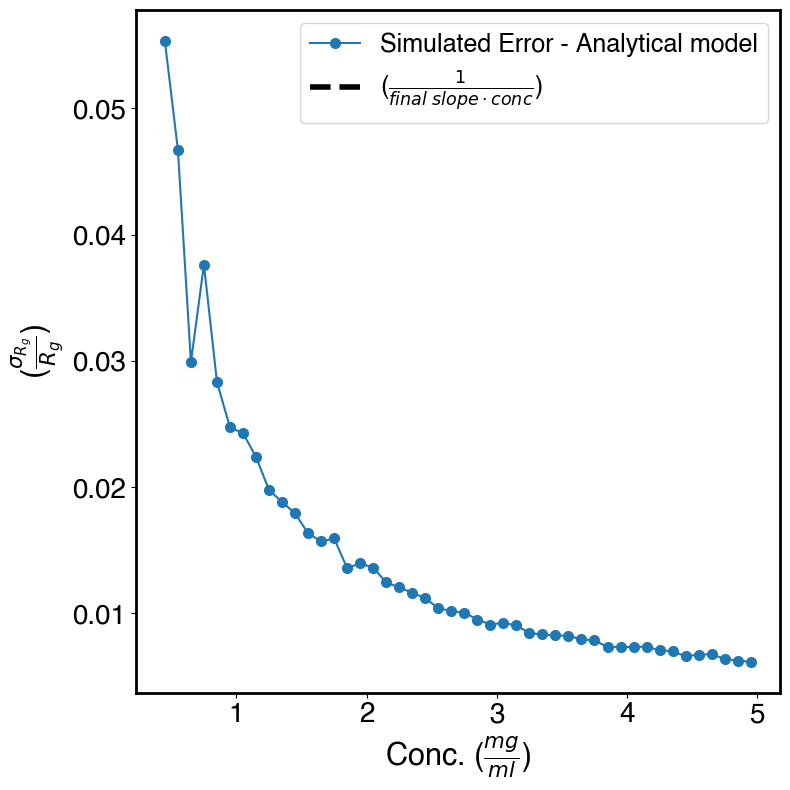 Simulated Error - Analytical model
(1/final slope · conc)
0.05
0.04
0.03
0.02
0.01
(σ_{R_g}/R_g)
1 2 3 4 5
Conc. (mg/ml)